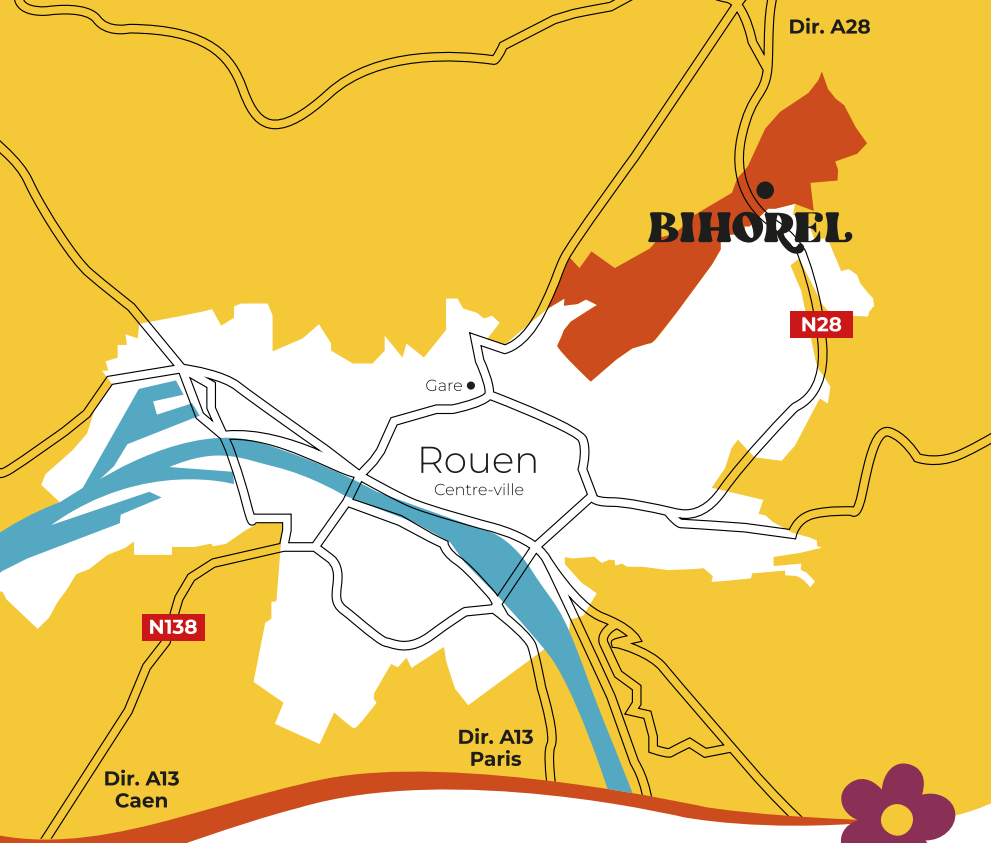 Dir. A28
BIHOREL
N28
Gare
Rouen
Centre-ville
N138
Dir. A13
Paris
Dir. A13
Caen